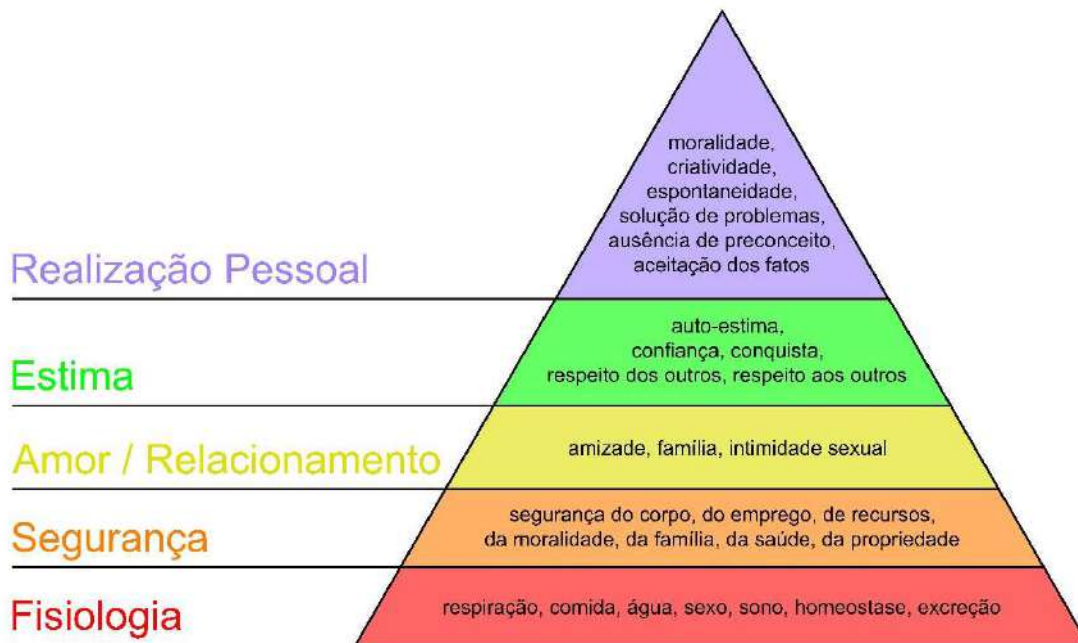 moralidade,
criatividade,
espontaneidade,
solução de problemas,
ausência de preconceito,
aceitação dos fatos
Realização Pessoal
auto-estima,
confiança, conquista,
respeito dos outros, respeito aos outros
Estima
amizade, família, intimidade sexual
Amor / Relacionamento
segurança do corpo, do emprego, de recursos,
da moralidade, da família, da saúde, da propriedade
Segurança
respiração, comida, água, sexo, sono, homeostase, excreção
Fisiologia